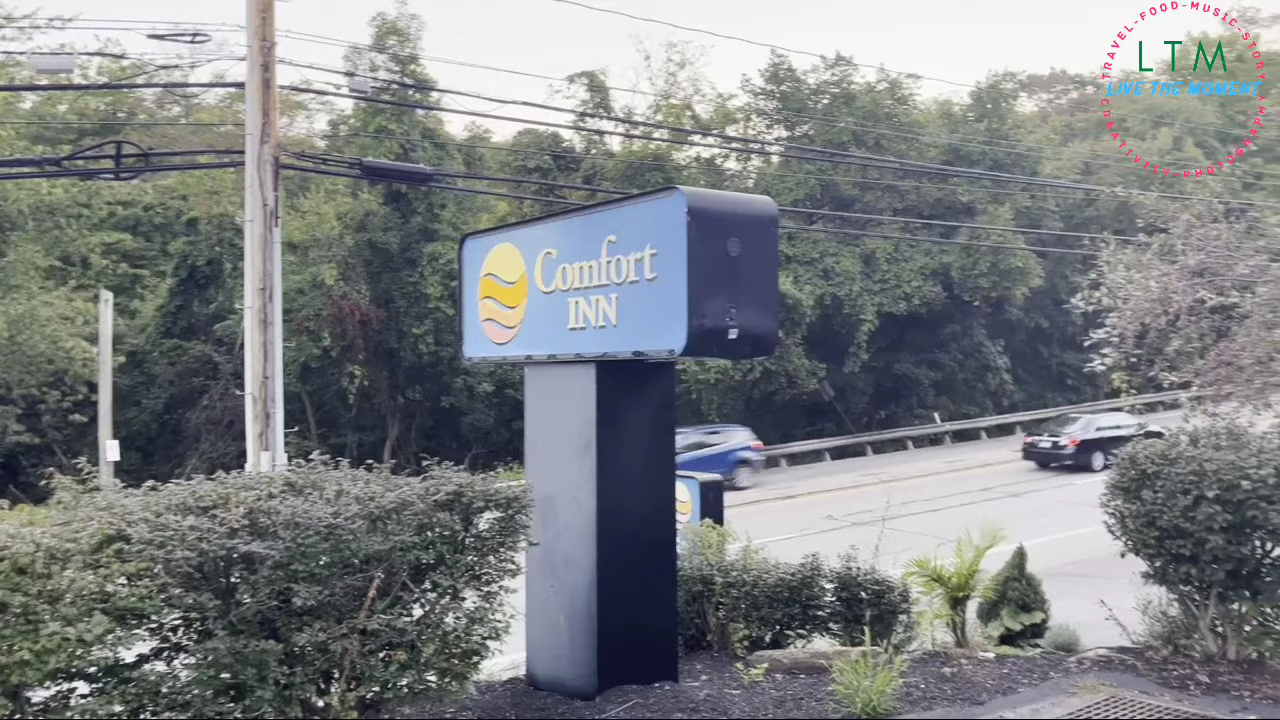 TRAVEL-FOOD-MUSIC-STORY
LTM
LIVE THE MOMENT
CREATIVITY-PHOTOGRAPHY
Comfort
INN